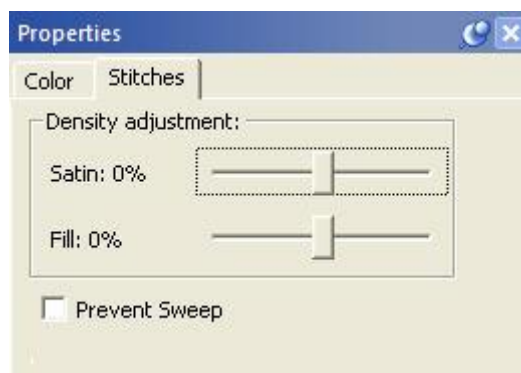 Properties
Color Stitches
Density adjustment:
Satin: 0%
Fill: 0%
Prevent Sweep